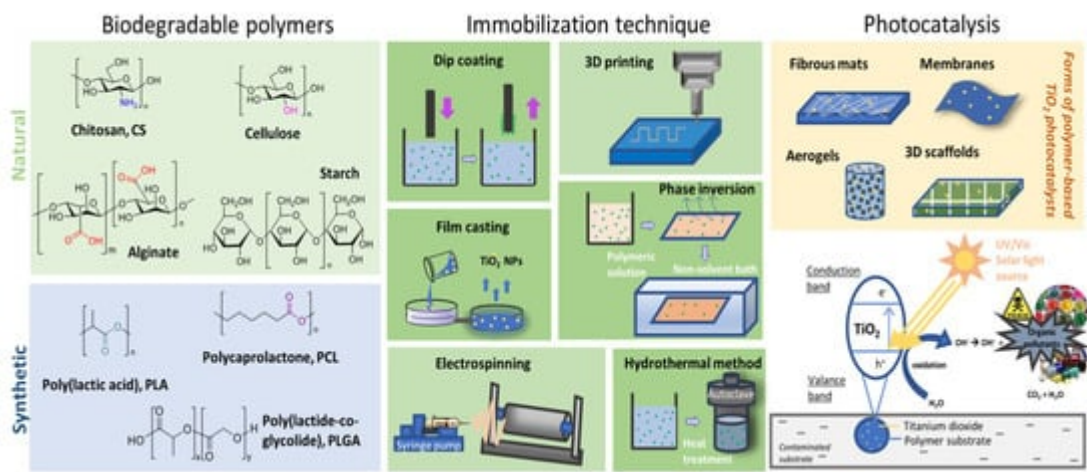 Biodegradable polymers
Natural
Chitosan, CS
Cellulose
Alginate
Starch
Synthetic
Poly(lactic acid), PLA
Polycaprolactone, PCL
Poly(lactide-co-
glycolide), PLGA
Immobilization technique
Dip coating
3D printing
Film casting
TiO₂ NPs
Phase inversion
Polymeric
solution
Non-solvent bath
Electrospinning
Syringe pump
Hydrothermal method
Autoclave
Heat
treatment
Photocatalysis
Fibrous mats
Membranes
Aerogels
3D scaffolds
Forms of polymer-based
TiO₂ photocatalysts
UV/Vis
Solar light
source
Conduction
band
e⁻
TiO₂
h⁺
Valance
band
oxidation
H₂O
Organic
pollutants
CO₂ + H₂O
Titanium dioxide
Polymer substrate
Contaminated
substrate